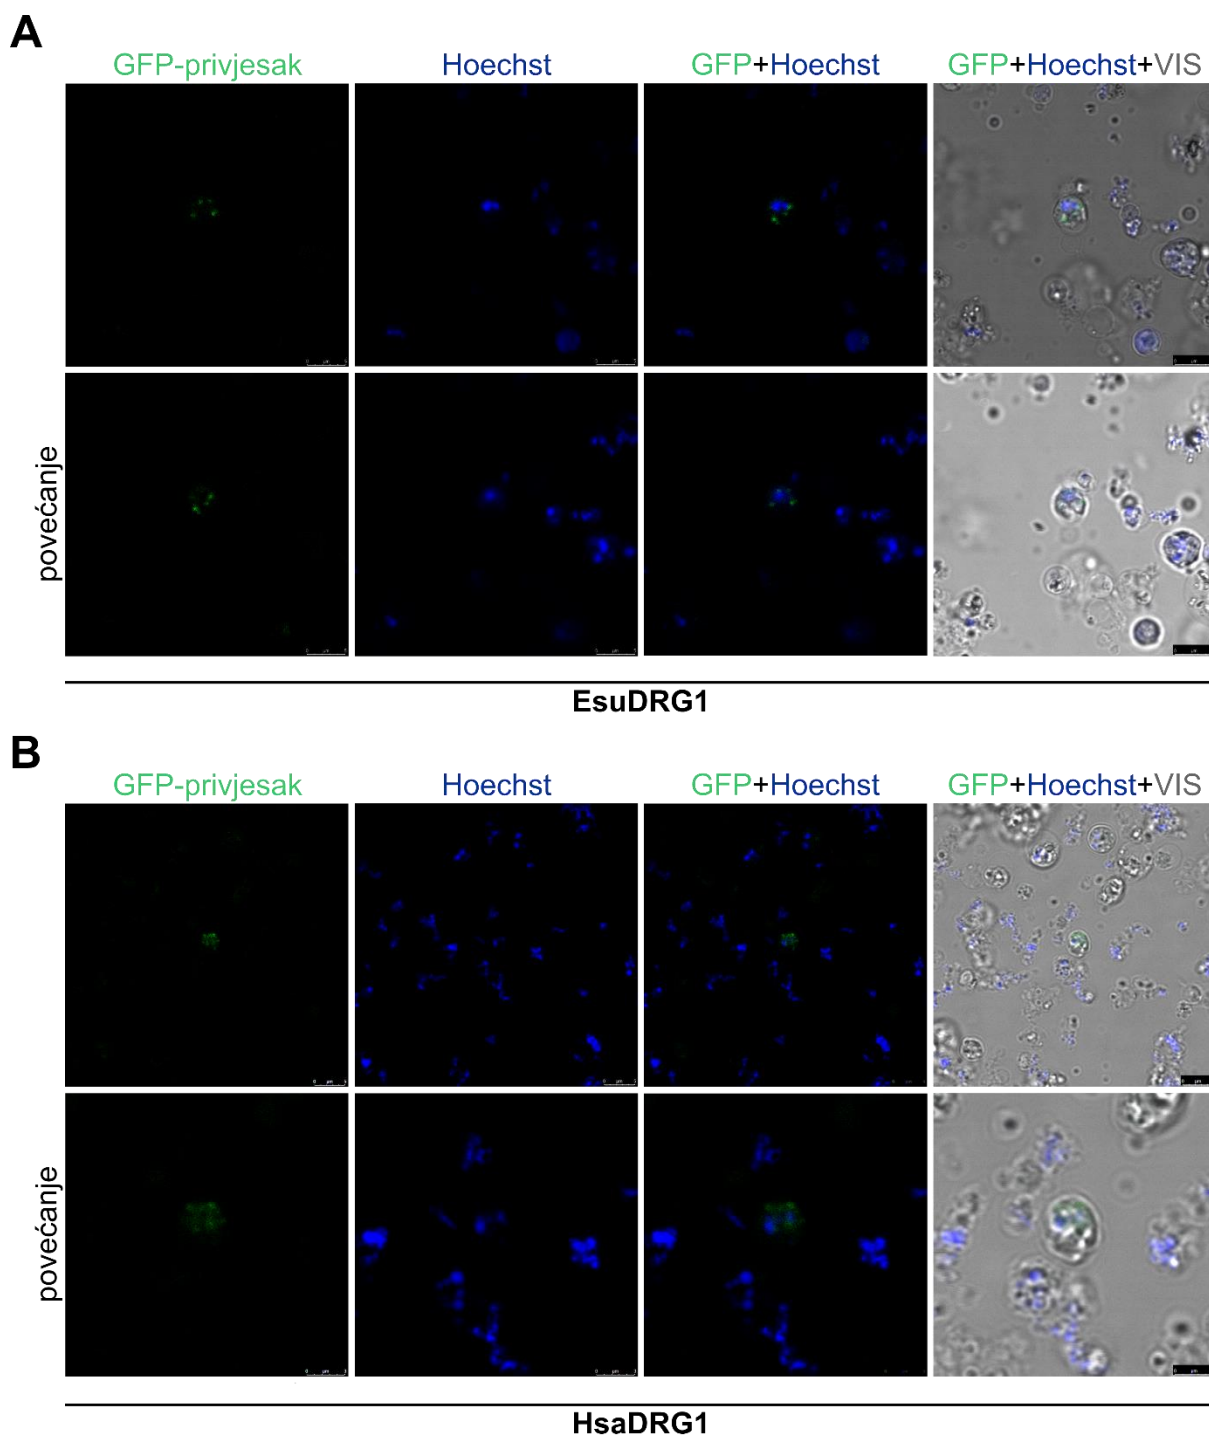 A
GFP-privjesak Hoechst GFP+Hoechst GFP+Hoechst+VIS
povećanje
EsuDRG1
B
GFP-privjesak Hoechst GFP+Hoechst GFP+Hoechst+VIS
povećanje
HsaDRG1